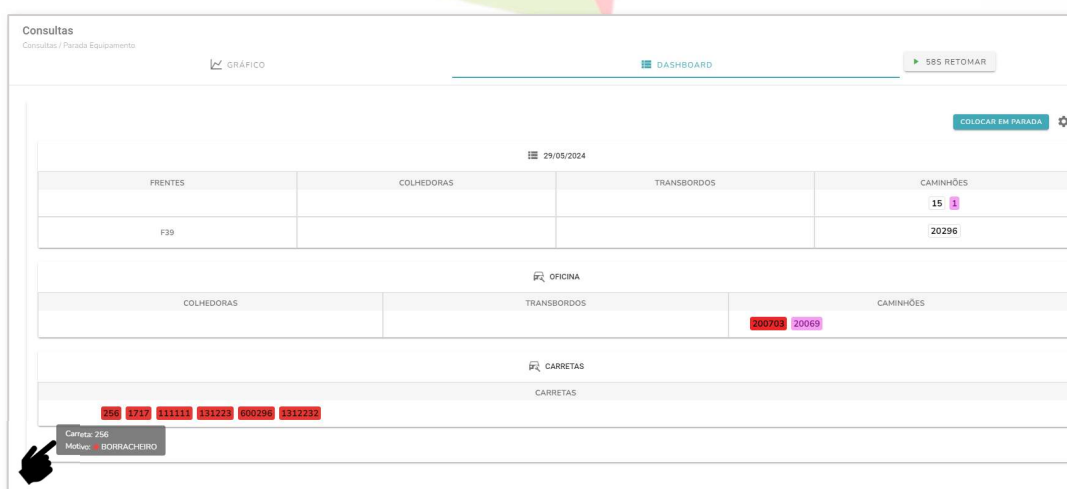 Consultas
Consultas / Parada Equipamento
GRÁFICO
DASHBOARD
58S RETOMAR
COLOCAR EM PARADA
29/05/2024
FRENTES COLHEDORAS TRANSBORDOS CAMINHÕES
15 1
F39 20296
OFICINA
COLHEDORAS TRANSBORDOS CAMINHÕES
200703 20069
CARRETAS
CARRETAS
256 1717 111111 131223 600296 1312232
Carreta: 256
Motivo: BORRACHEIRO